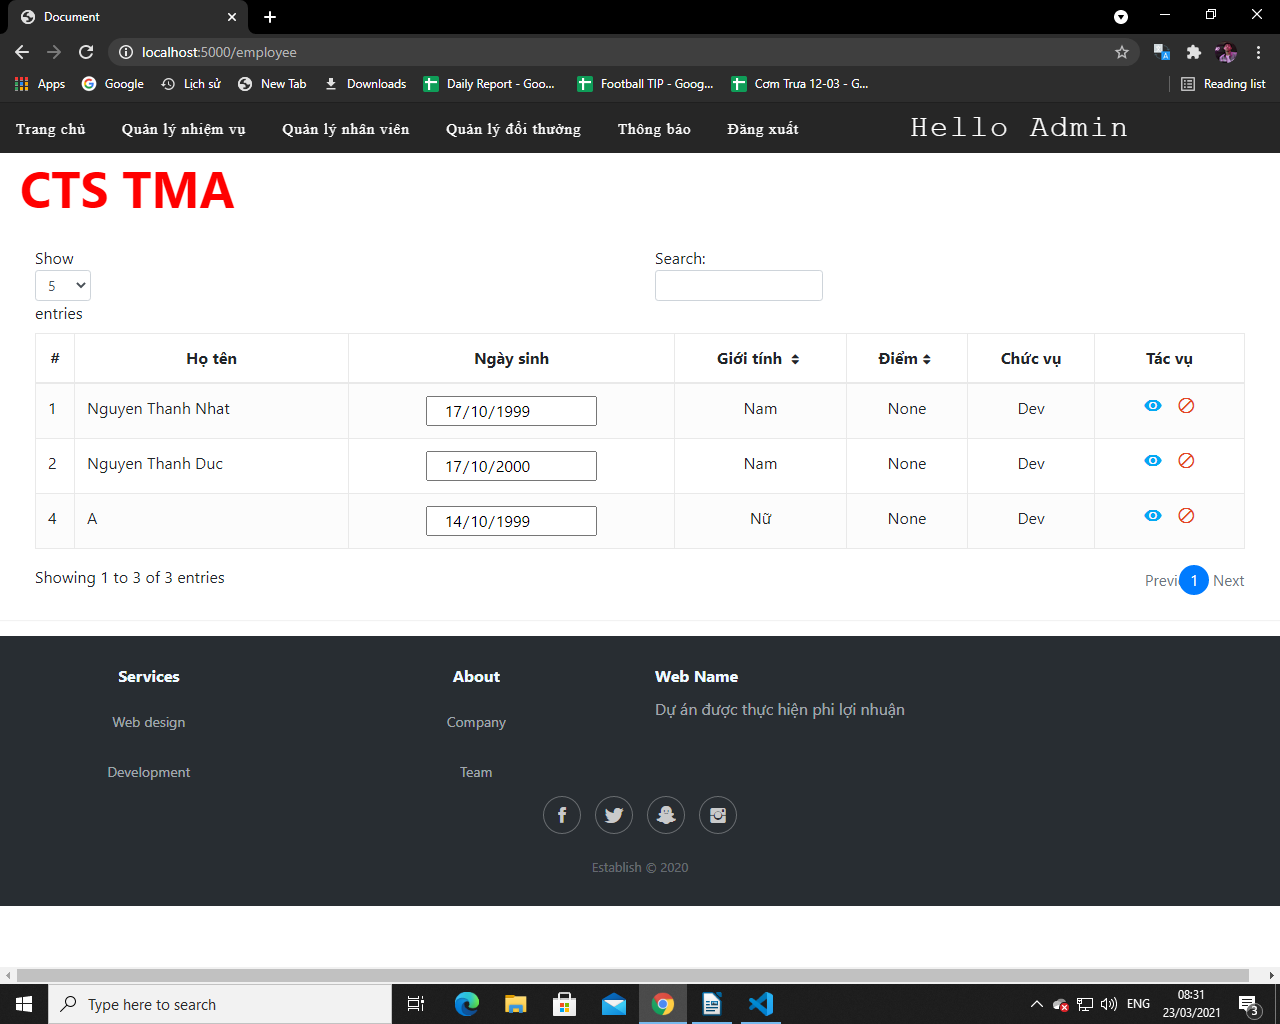 Document
localhost:5000/employee
Apps Google Lịch sử New Tab Downloads Daily Report - Goo... Football TIP - Goog... Cơm Trưa 12-03 - G... Reading list
Trang chủ Quản lý nhiệm vụ Quản lý nhân viên Quản lý đổi thưởng Thông báo Đăng xuất Hello Admin
CTS TMA
Show Search:
5
entries
# Họ tên Ngày sinh Giới tính Điểm Chức vụ Tác vụ
1 Nguyen Thanh Nhat 17/10/1999 Nam None Dev
2 Nguyen Thanh Duc 17/10/2000 Nam None Dev
4 A 14/10/1999 Nữ None Dev
Showing 1 to 3 of 3 entries Previ 1 Next
Services About Web Name
Dự án được thực hiện phi lợi nhuận
Web design Company
Development Team
Establish © 2020
Type here to search ENG 08:31
23/03/2021 3